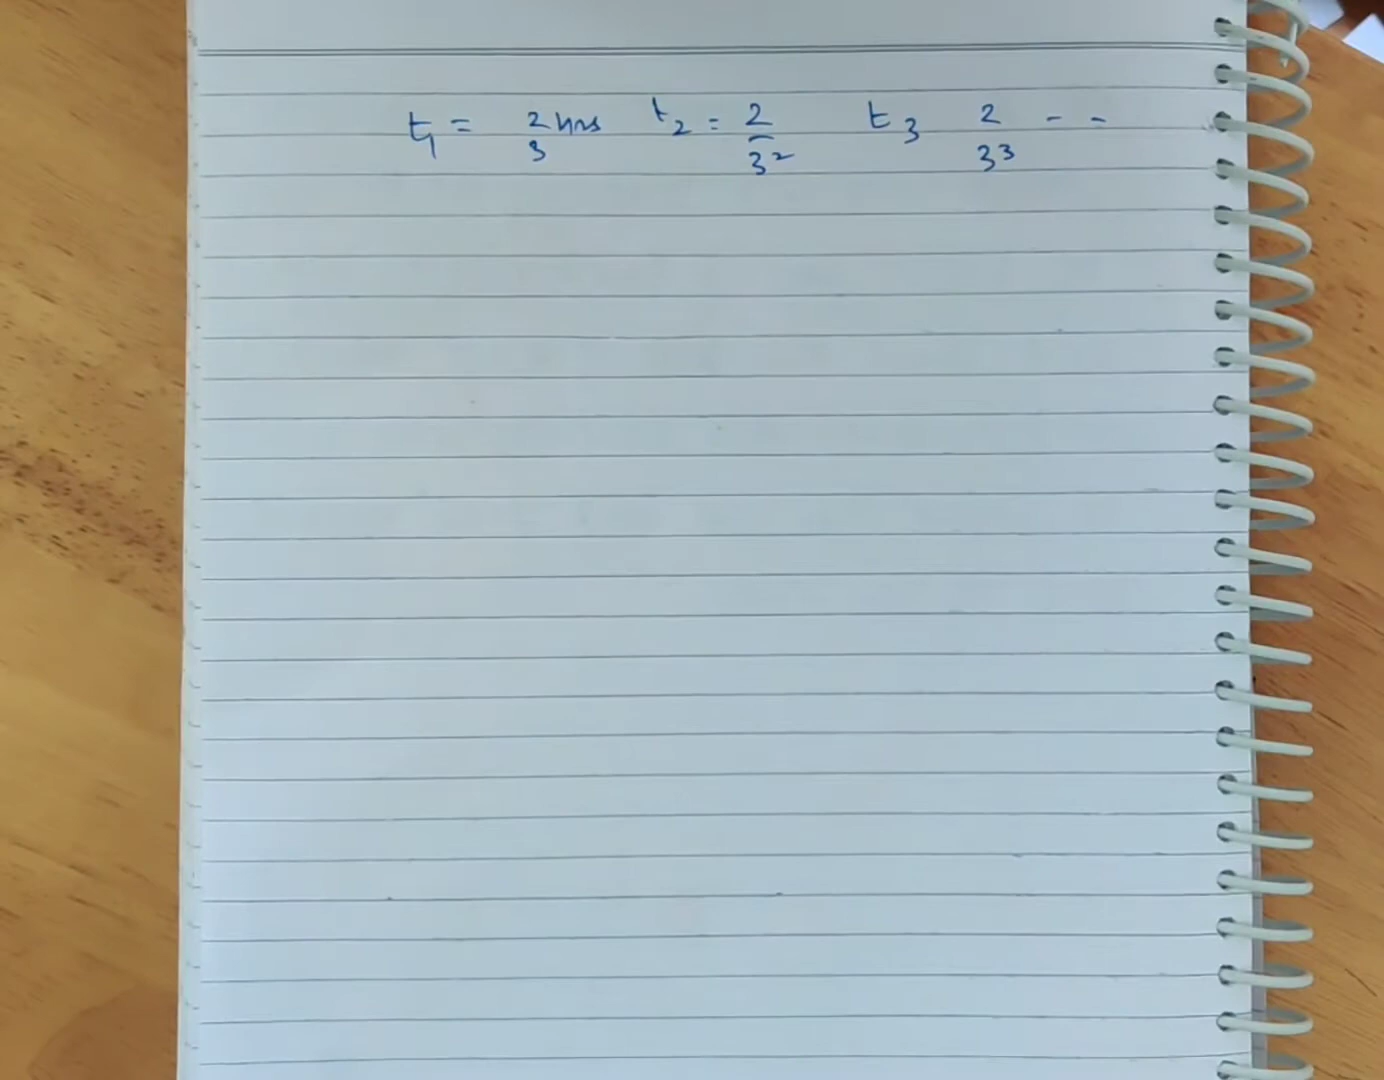 t₁ = 2/3 hrs t₂ = 2/3² t₃ 2/3³ - -